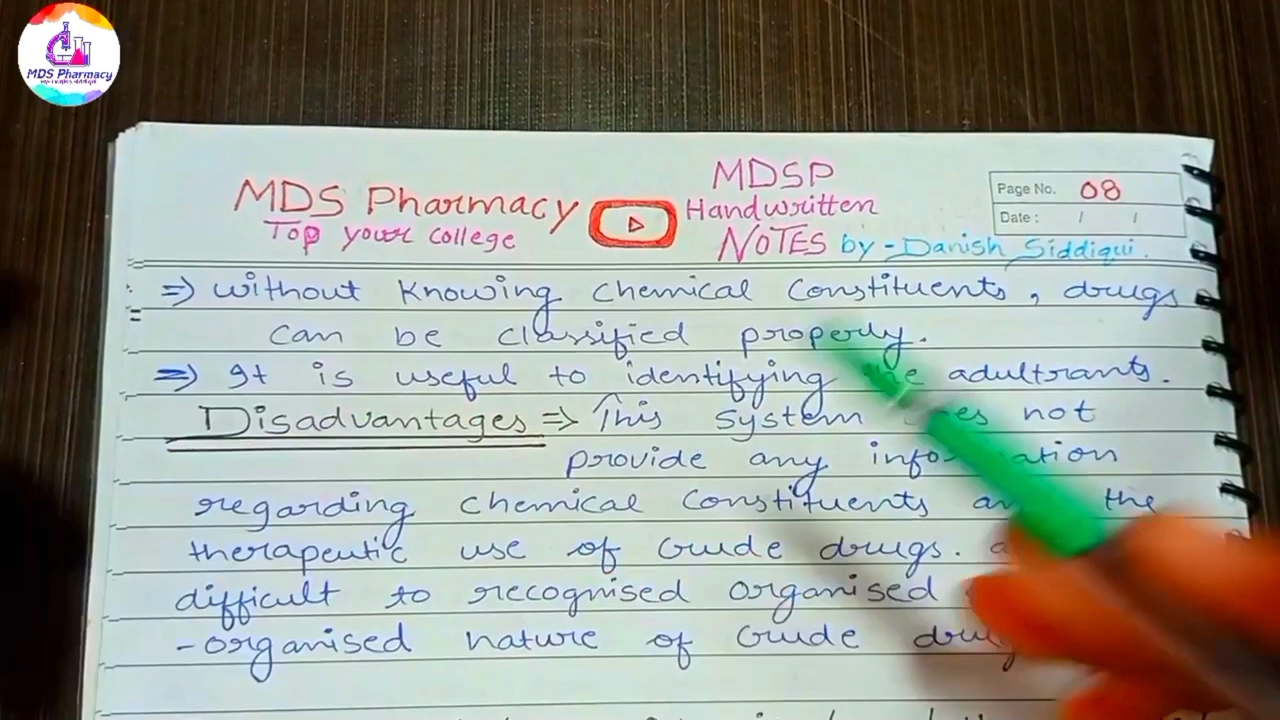 MDS Pharmacy
MDS Pharmacy
Top your college
MDSP
Handwritten
NOTES by - Danish Siddiqui.
Page No. 08
Date : / /
⇒ without Knowing chemical Constituents, drugs
can be classified properly.
⇒ It is useful to identifying adultrants.
Disadvantages ⇒ This system not
provide any
regarding chemical Constituents the
therapeutic use of crude drugs.
difficult to recognised organised
-organised nature of crude